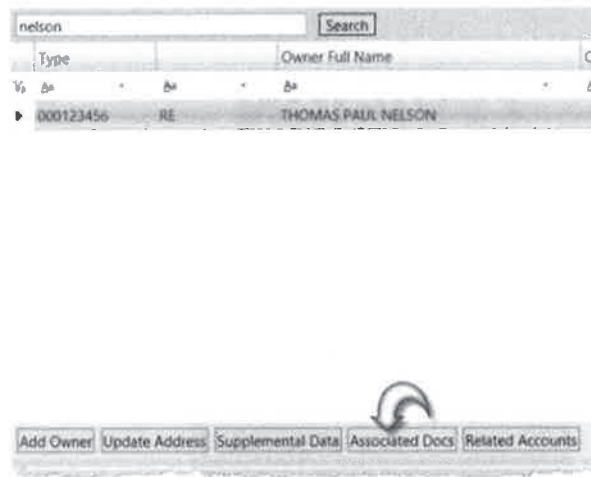 nelson Search
Type Owner Full Name
000123456 RE THOMAS PAUL NELSON
Add Owner Update Address Supplemental Data Associated Docs Related Accounts